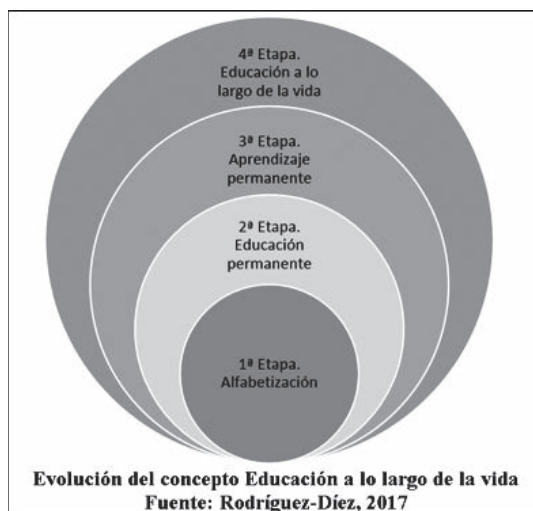 4ª Etapa.
Educación a lo
largo de la vida
3ª Etapa.
Aprendizaje
permanente
2ª Etapa.
Educación
permanente
1ª Etapa.
Alfabetización
Evolución del concepto Educación a lo largo de la vida
Fuente: Rodríguez-Díez, 2017